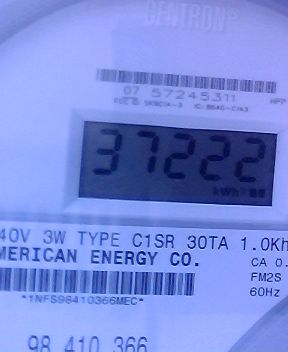 CENTRON®
07 57245311
37222
kWh
40V 3W TYPE C1SR 30TA 1.0Kh
MERICAN ENERGY CO.
CA 0.
FM2S
60Hz
*1NFS98410366MEC*
98 410 366